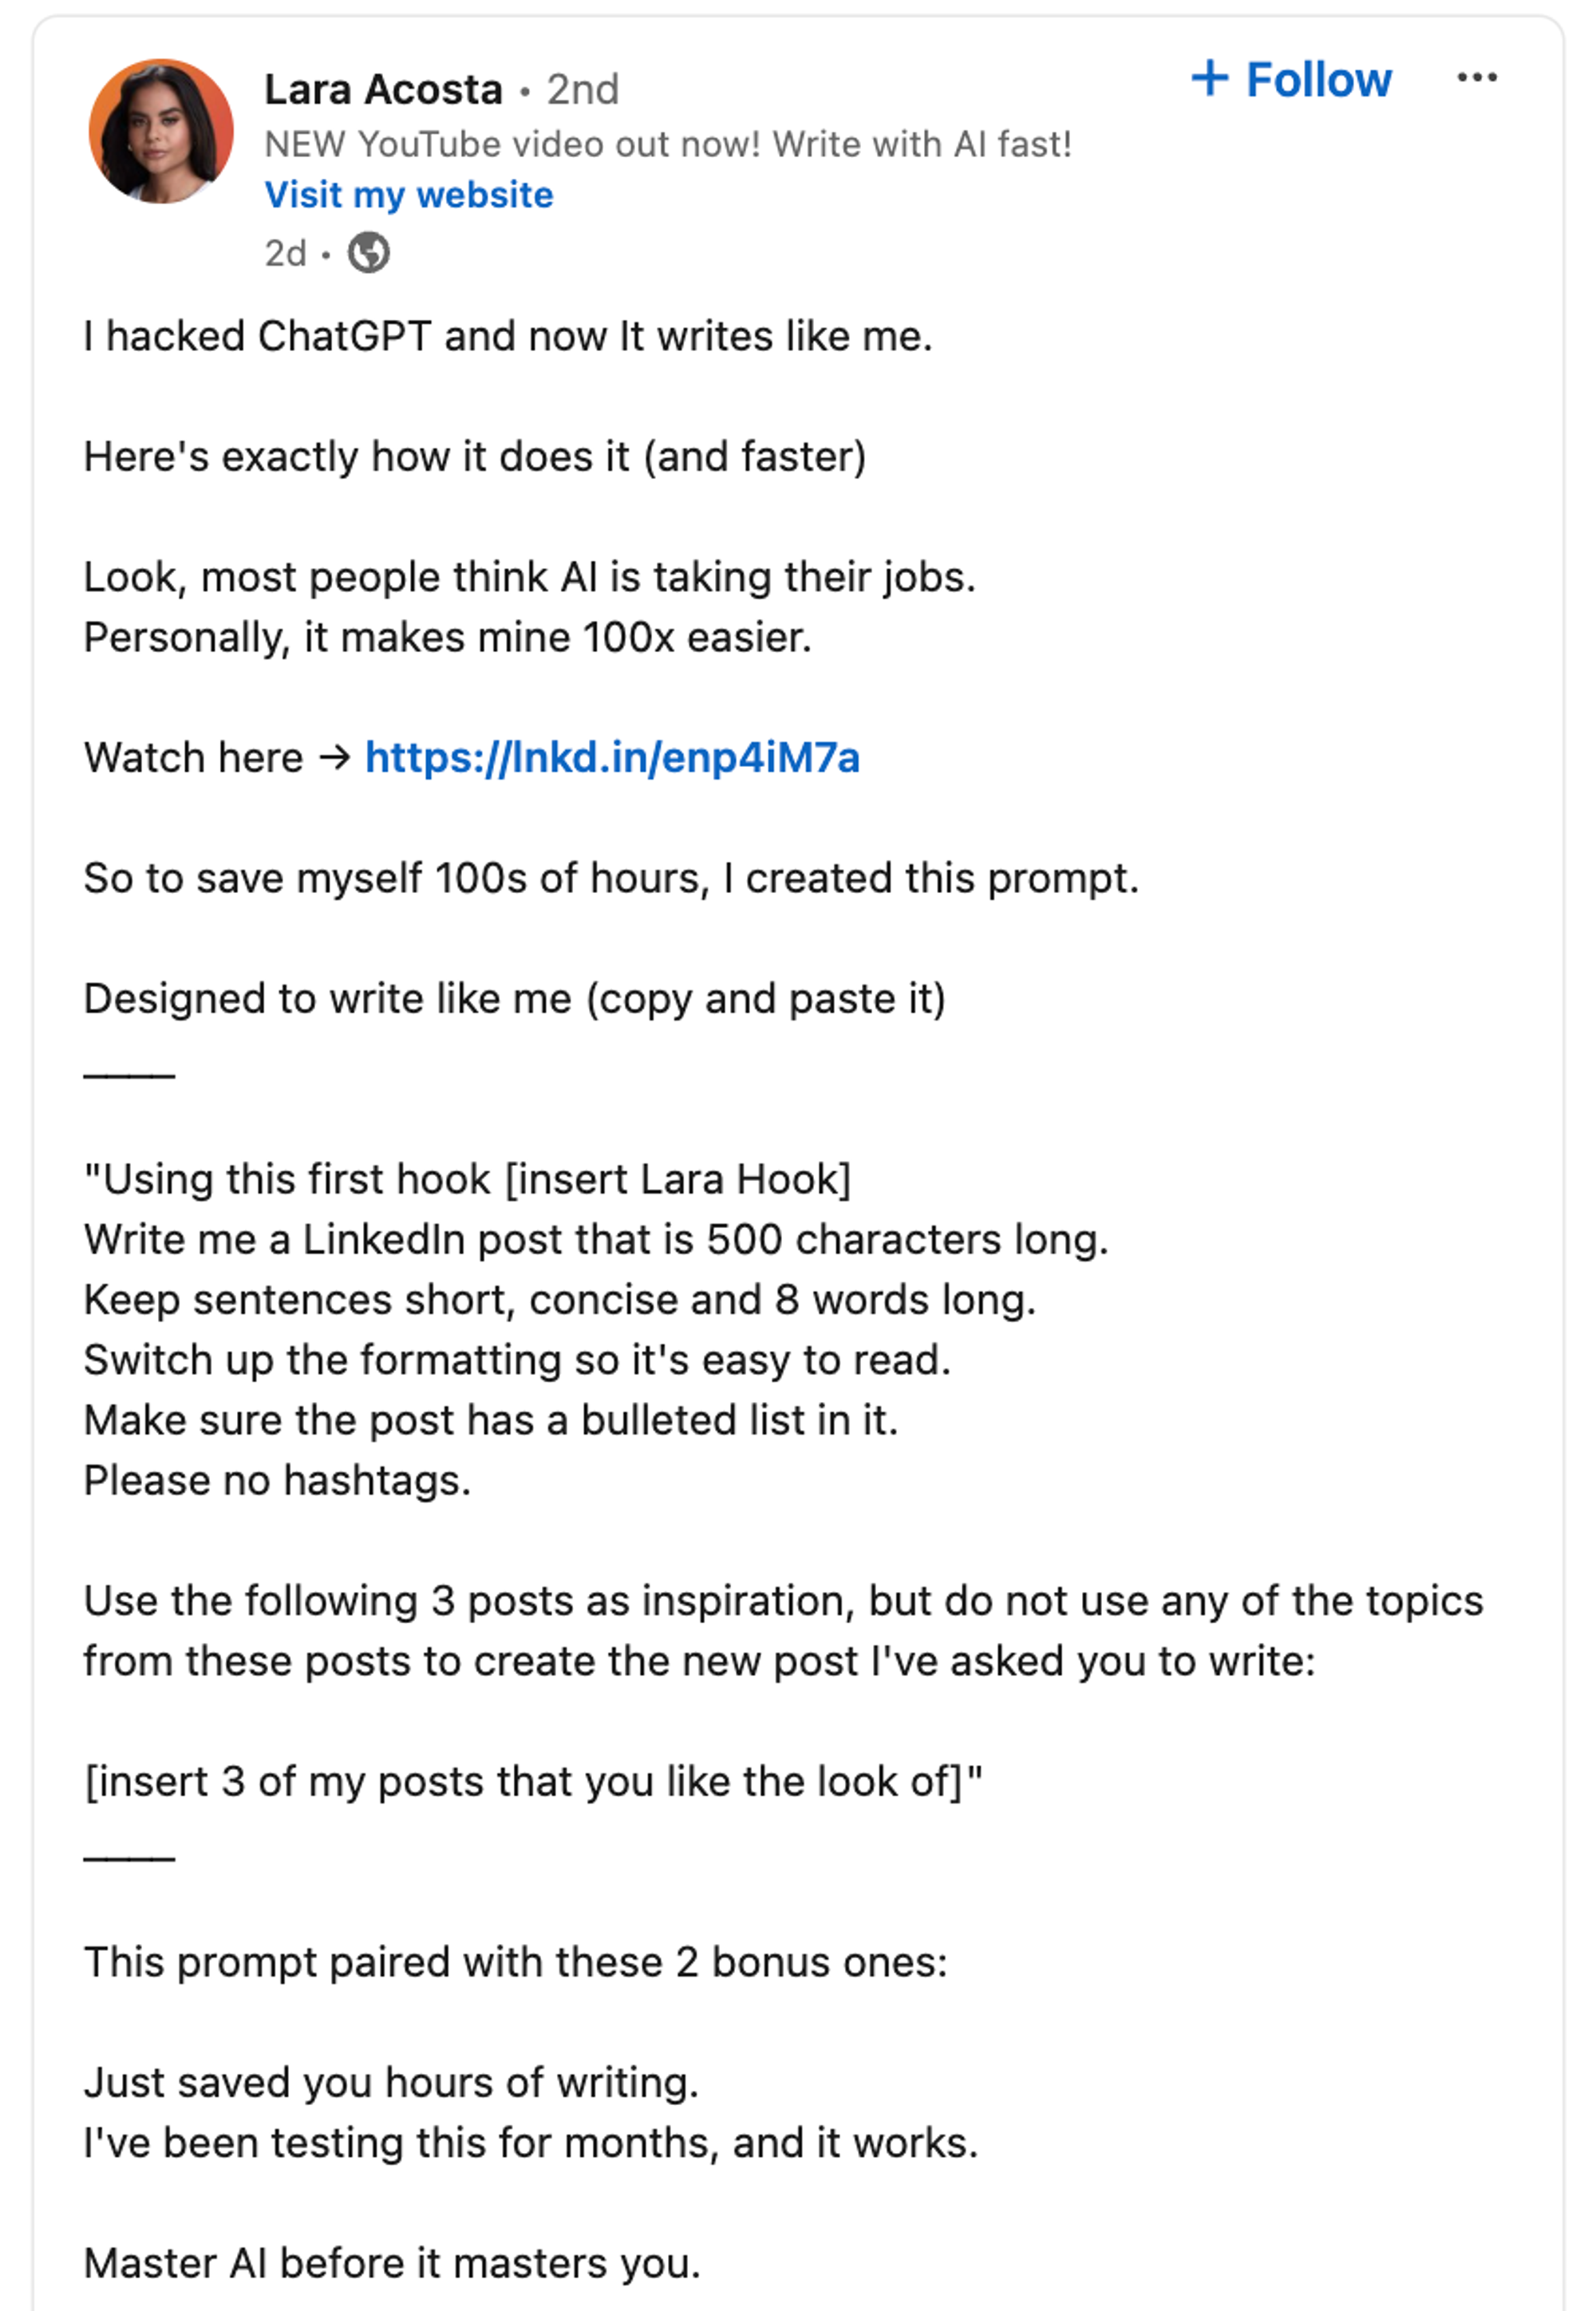 Lara Acosta • 2nd
+ Follow ...
NEW YouTube video out now! Write with AI fast!
Visit my website
2d •
I hacked ChatGPT and now It writes like me.
Here's exactly how it does it (and faster)
Look, most people think AI is taking their jobs.
Personally, it makes mine 100x easier.
Watch here → https://lnkd.in/enp4iM7a
So to save myself 100s of hours, I created this prompt.
Designed to write like me (copy and paste it)
____
"Using this first hook [insert Lara Hook]
Write me a LinkedIn post that is 500 characters long.
Keep sentences short, concise and 8 words long.
Switch up the formatting so it's easy to read.
Make sure the post has a bulleted list in it.
Please no hashtags.
Use the following 3 posts as inspiration, but do not use any of the topics
from these posts to create the new post I've asked you to write:
[insert 3 of my posts that you like the look of]"
____
This prompt paired with these 2 bonus ones:
Just saved you hours of writing.
I've been testing this for months, and it works.
Master AI before it masters you.